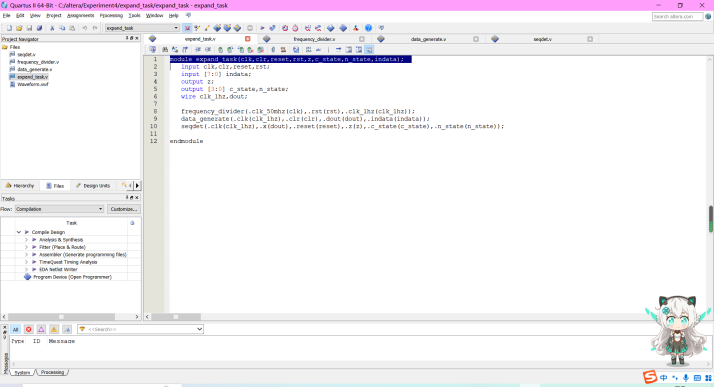 Quartus II 64-Bit - C:/altera/Experiment4/expand_task/expand_task - expand_task
File Edit View Project Assignments Processing Tools Window Help
Search altera.com
expand_task
Project Navigator
Files
seqdet.v
frequency_divider.v
data_generate.v
expand_task.v
Waveform.vwf
Hierarchy Files Design Units
Tasks
Flow: Compilation Customize...
Task
Compile Design
Analysis & Synthesis
Fitter (Place & Route)
Assembler (Generate programming files)
TimeQuest Timing Analysis
EDA Netlist Writer
Program Device (Open Programmer)
expand_task.v frequency_divider.v data_generate.v seqdet.v
1 module expand_task(clk,clr,reset,rst,z,c_state,n_state,indata);
2 input clk,clr,reset,rst;
3 input [7:0] indata;
4 output z;
5 output [3:0] c_state,n_state;
6 wire clk_1hz,dout;
7
8 frequency_divider(.clk_50mhz(clk),.rst(rst),.clk_1hz(clk_1hz));
9 data_generate(.clk(clk_1hz),.clr(clr),.dout(dout),.indata(indata));
10 seqdet(.clk(clk_1hz),.x(dout),.reset(reset),.z(z),.c_state(c_state),.n_state(n_state));
11
12 endmodule
All <<Search>>
Type ID Message
Messages
System Processing
中